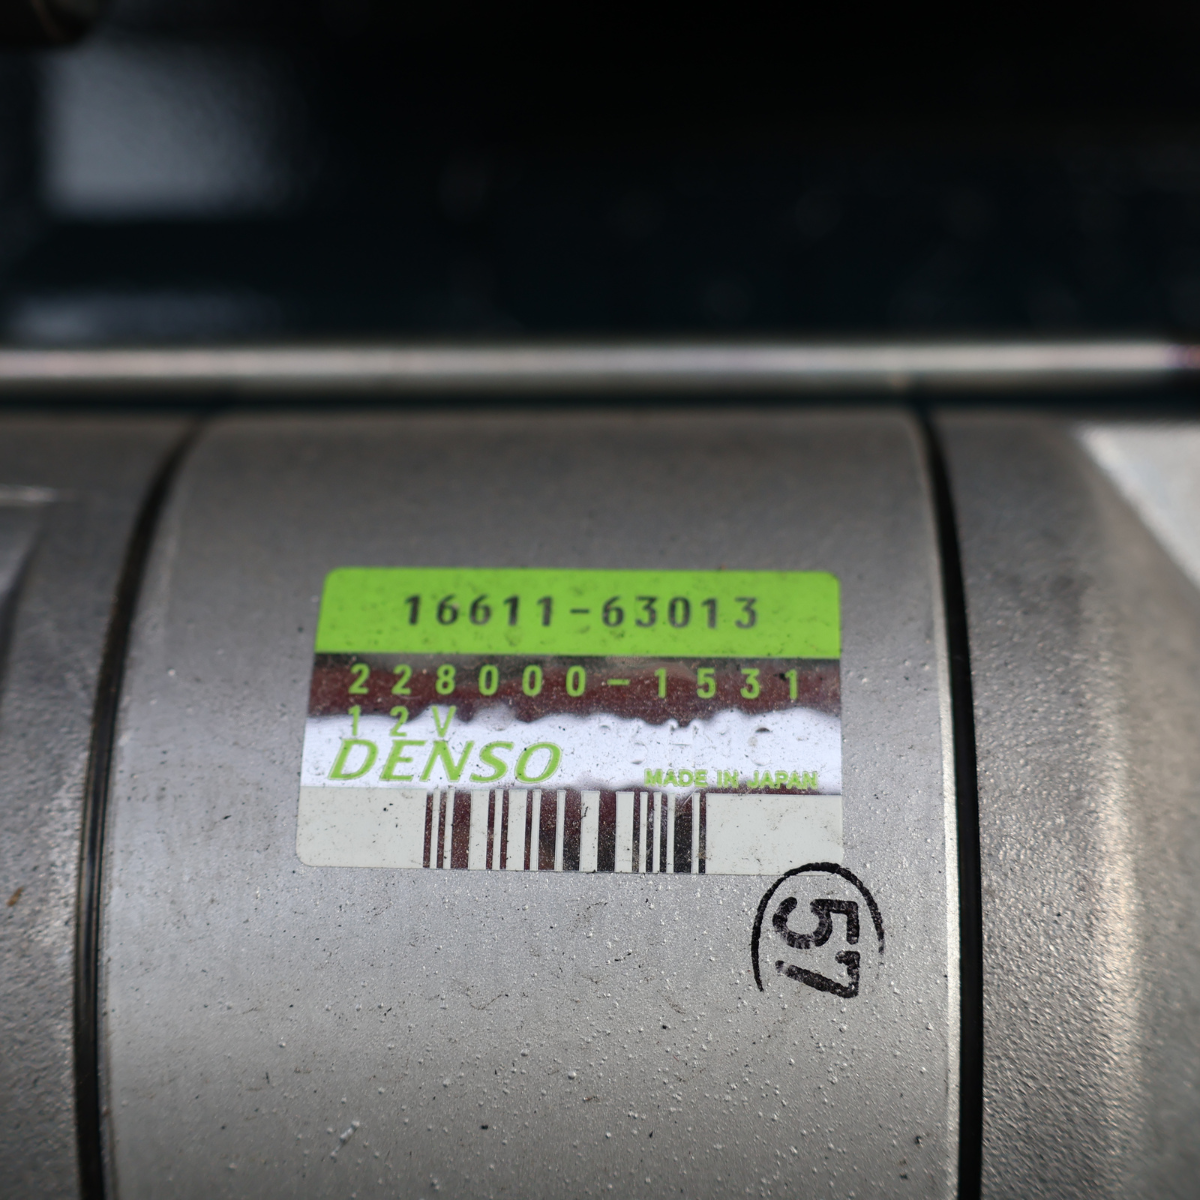 16611-63013
228000-1531
12V
DENSO
MADE IN JAPAN
57